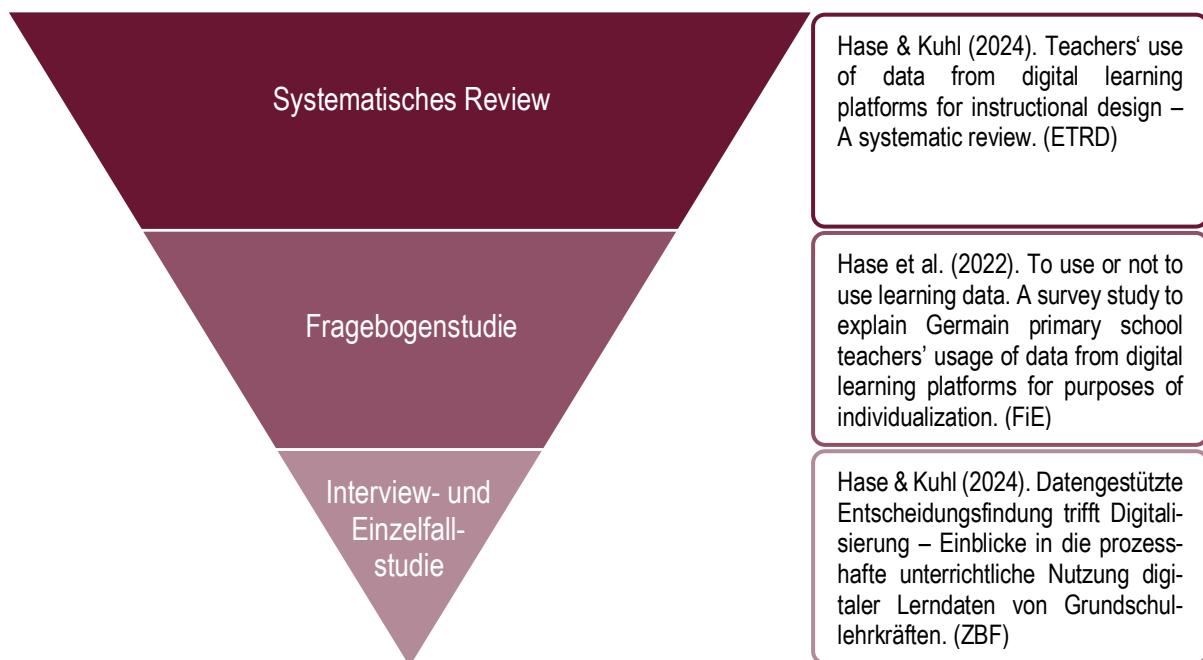 Systematisches Review
Hase & Kuhl (2024). Teachers‘ use
of data from digital learning
platforms for instructional design –
A systematic review. (ETRD)
Fragebogenstudie
Hase et al. (2022). To use or not to
use learning data. A survey study to
explain Germain primary school
teachers’ usage of data from digital
learning platforms for purposes of
individualization. (FiE)
Interview- und
Einzelfall-
studie
Hase & Kuhl (2024). Datengestützte
Entscheidungsfindung trifft Digitali-
sierung – Einblicke in die prozess-
hafte unterrichtliche Nutzung digi-
taler Lerndaten von Grundschul-
lehrkräften. (ZBF)